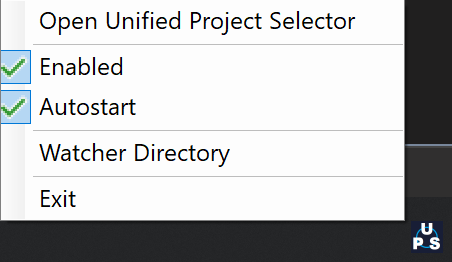 Open Unified Project Selector
Enabled
Autostart
Watcher Directory
Exit
U
P S